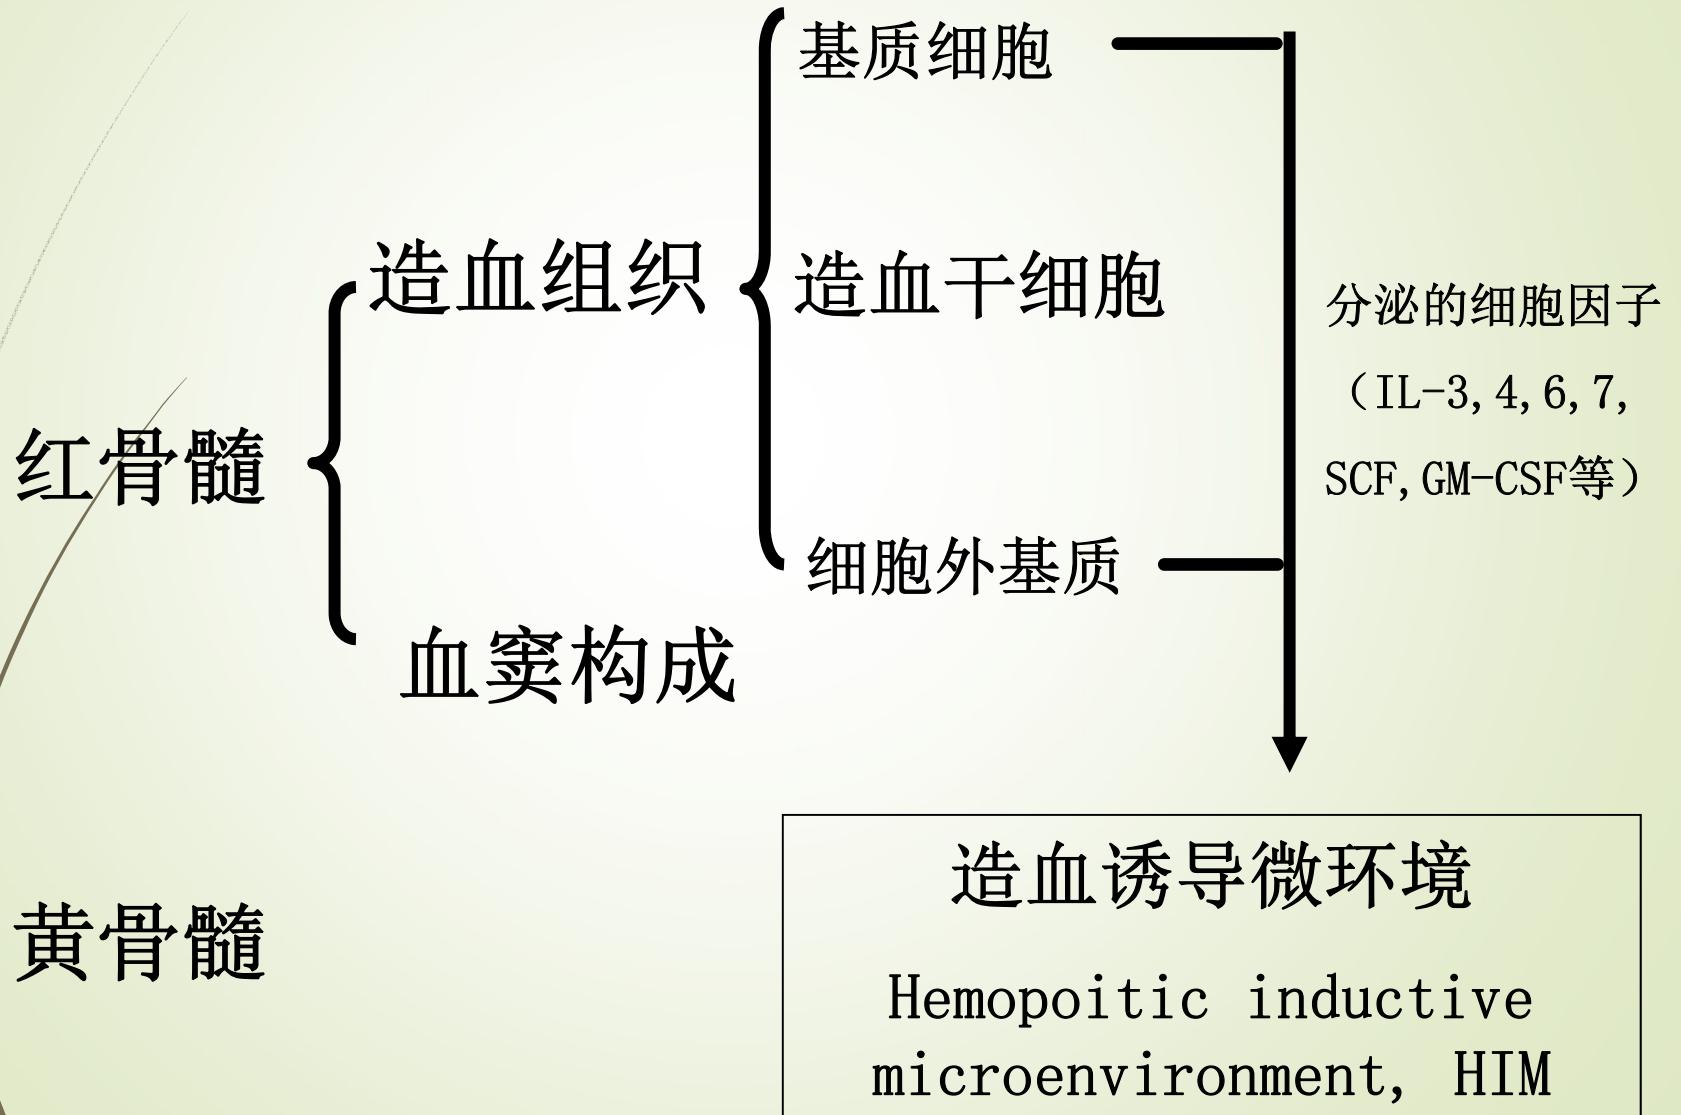 基质细胞
造血组织
造血干细胞
分泌的细胞因子
（IL-3,4,6,7,
SCF,GM-CSF等）
红骨髓
细胞外基质
血窦构成
造血诱导微环境
黄骨髓
Hemopoitic inductive
microenvironment, HIM